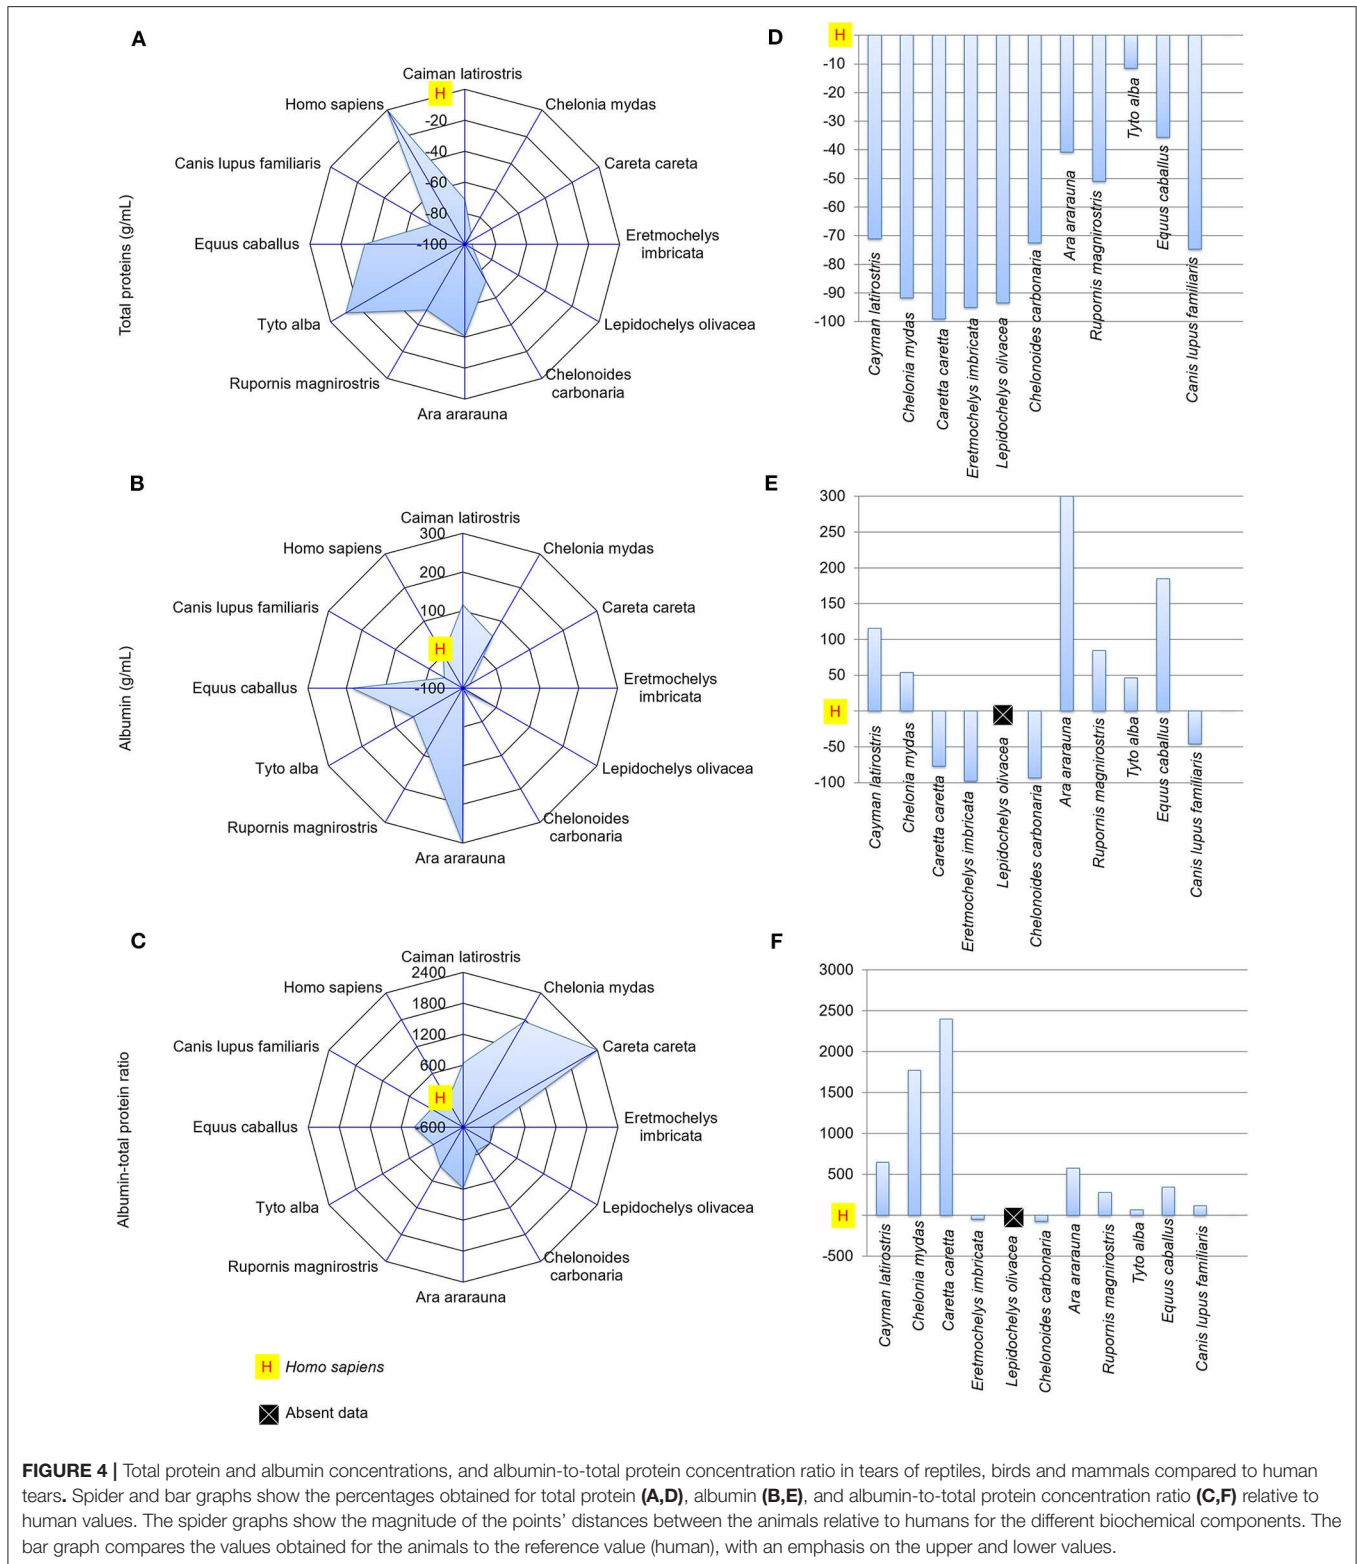 A
Caiman latirostris
H
Homo sapiens
Chelonia mydas
-20
Canis lupus familiaris
-40
Careta careta
-60
-80
Equus caballus
-100
Eretmochelys
imbricata
Tyto alba
Lepidochelys olivacea
Rupornis magnirostris
Chelonoides
carbonaria
Ara ararauna
Total proteins (g/mL)
D
H
-10
-20
-30
-40
-50
-60
-70
-80
-90
-100
Cayman latirostris
Chelonia mydas
Caretta caretta
Eretmochelys imbricata
Lepidochelys olivacea
Chelonoides carbonaria
Ara ararauna
Rupornis magnirostris
Tyto alba
Equus caballus
Canis lupus familiaris
B
Caiman latirostris
300
Homo sapiens
Chelonia mydas
200
Canis lupus familiaris
100
Careta careta
H
Equus caballus
-100
Eretmochelys
imbricata
Tyto alba
Lepidochelys olivacea
Rupornis magnirostris
Chelonoides
carbonaria
Ara ararauna
Albumin (g/mL)
E
300
250
200
150
100
50
H
-50
-100
Cayman latirostris
Chelonia mydas
Caretta caretta
Eretmochelys imbricata
Lepidochelys olivacea
Chelonoides carbonaria
Ara ararauna
Rupornis magnirostris
Tyto alba
Equus caballus
Canis lupus familiaris
C
Caiman latirostris
2400
Homo sapiens
Chelonia mydas
1800
1200
Canis lupus familiaris
Careta careta
600
H
Equus caballus
-600
Eretmochelys
imbricata
Tyto alba
Lepidochelys olivacea
Rupornis magnirostris
Chelonoides
carbonaria
Ara ararauna
Albumin-total protein ratio
F
3000
2500
2000
1500
1000
500
H
-500
Cayman latirostris
Chelonia mydas
Caretta caretta
Eretmochelys imbricata
Lepidochelys olivacea
Chelonoides carbonaria
Ara ararauna
Rupornis magnirostris
Tyto alba
Equus caballus
Canis lupus familiaris
H Homo sapiens
Absent data
FIGURE 4 | Total protein and albumin concentrations, and albumin-to-total protein concentration ratio in tears of reptiles, birds and mammals compared to human
tears. Spider and bar graphs show the percentages obtained for total protein (A,D), albumin (B,E), and albumin-to-total protein concentration ratio (C,F) relative to
human values. The spider graphs show the magnitude of the points' distances between the animals relative to humans for the different biochemical components. The
bar graph compares the values obtained for the animals to the reference value (human), with an emphasis on the upper and lower values.